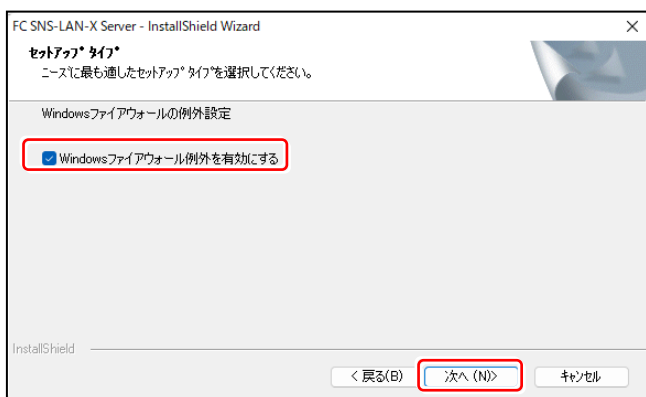 FC SNS-LAN-X Server - InstallShield Wizard
セットアップ タイプ
ニーズに最も適したセットアップ タイプを選択してください。
Windowsファイアウォールの例外設定
Windowsファイアウォール例外を有効にする
InstallShield
< 戻る(B)
次へ (N)>
キャンセル